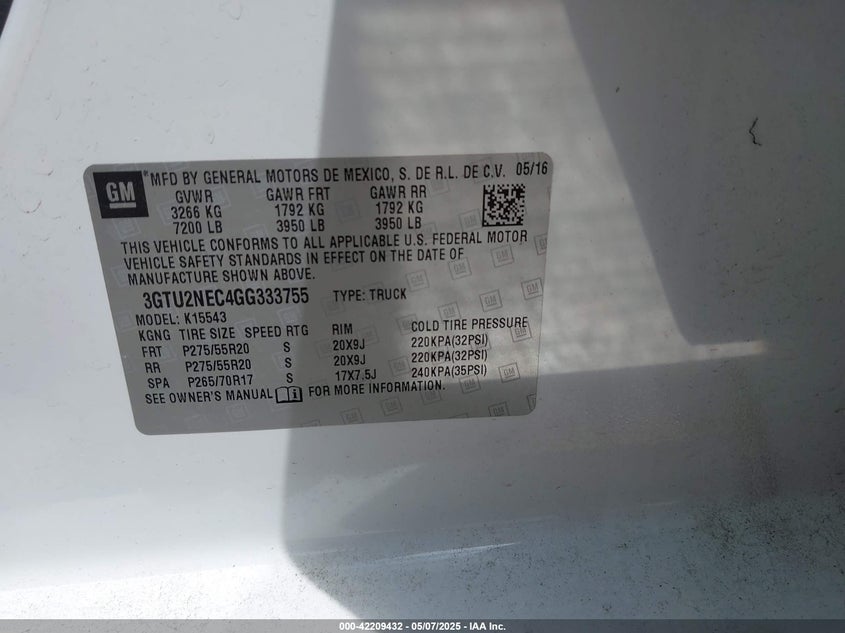 GM
MFD BY GENERAL MOTORS DE MEXICO, S. DE R.L. DE C.V. 05/16
GVWR GAWR FRT GAWR RR
3266 KG 1792 KG 1792 KG
7200 LB 3950 LB 3950 LB
THIS VEHICLE CONFORMS TO ALL APPLICABLE U.S. FEDERAL MOTOR
VEHICLE SAFETY STANDARDS IN EFFECT ON THE DATE OF
MANUFACTURE SHOWN ABOVE.
3GTU2NEC4GG333755 TYPE: TRUCK
MODEL: K15543
KGNG TIRE SIZE SPEED RTG RIM COLD TIRE PRESSURE
FRT P275/55R20 S 20X9J 220KPA(32PSI)
RR P275/55R20 S 20X9J 220KPA(32PSI)
SPA P265/70R17 S 17X7.5J 240KPA(35PSI)
SEE OWNER'S MANUAL FOR MORE INFORMATION.
000-42209432 - 05/07/2025 - IAA Inc.